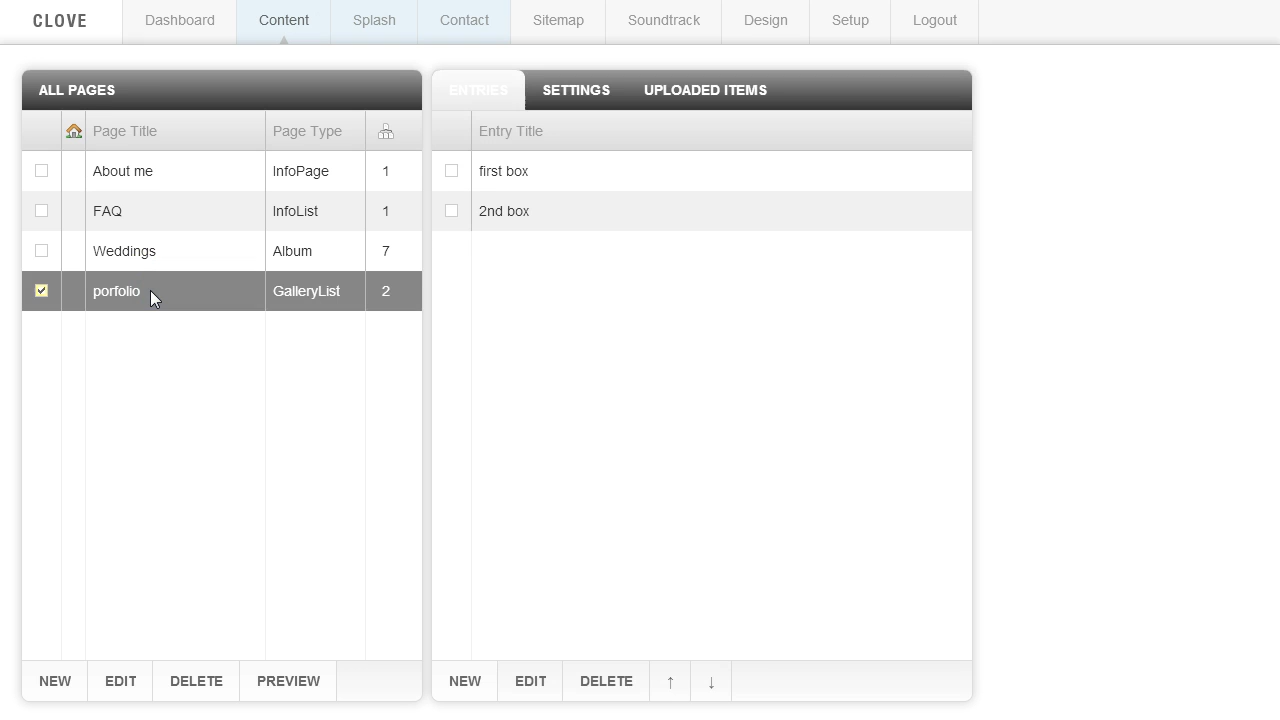 CLOVE Dashboard Content Splash Contact Sitemap Soundtrack Design Setup Logout
ALL PAGES
Page Title Page Type
About me InfoPage 1
FAQ InfoList 1
Weddings Album 7
porfolio GalleryList 2
NEW EDIT DELETE PREVIEW
ENTRIES SETTINGS UPLOADED ITEMS
Entry Title
first box
2nd box
NEW EDIT DELETE ↑ ↓